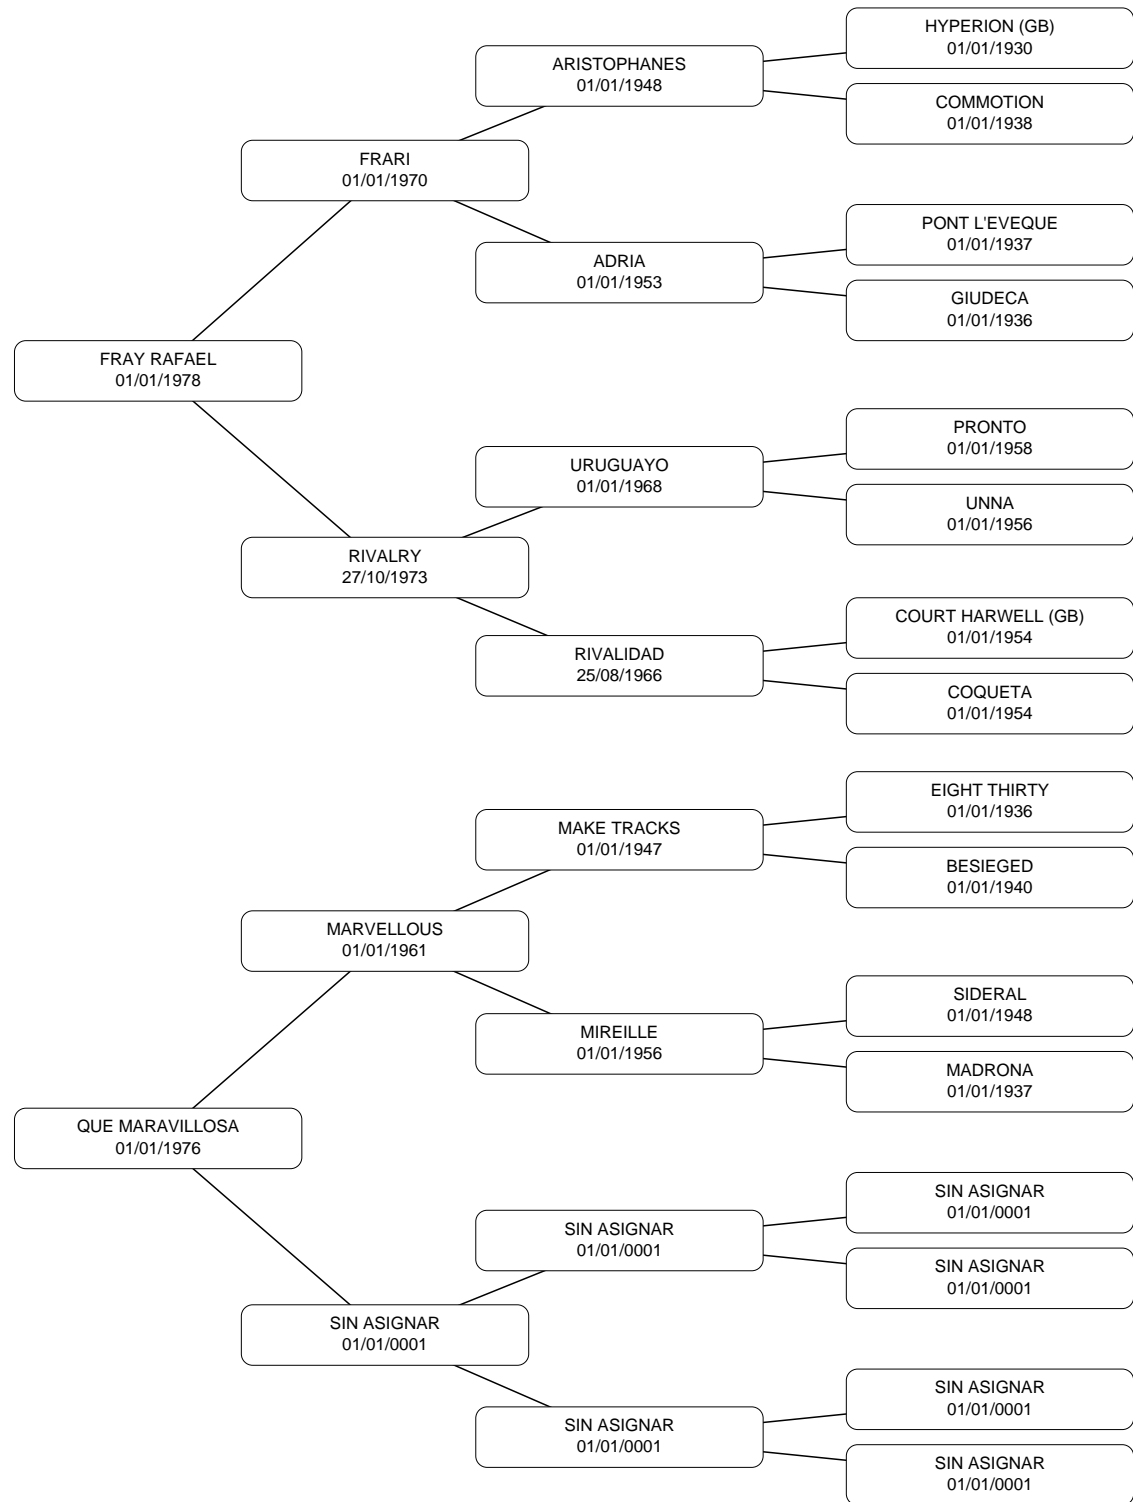 HYPERION (GB)
01/01/1930
ARISTOPHANES
01/01/1948
COMMOTION
01/01/1938
FRARI
01/01/1970
PONT L'EVEQUE
01/01/1937
ADRIA
01/01/1953
GIUDECA
01/01/1936
FRAY RAFAEL
01/01/1978
PRONTO
01/01/1958
URUGUAYO
01/01/1968
UNNA
01/01/1956
RIVALRY
27/10/1973
COURT HARWELL (GB)
01/01/1954
RIVALIDAD
25/08/1966
COQUETA
01/01/1954
EIGHT THIRTY
01/01/1936
MAKE TRACKS
01/01/1947
BESIEGED
01/01/1940
MARVELLOUS
01/01/1961
SIDERAL
01/01/1948
MIREILLE
01/01/1956
MADRONA
01/01/1937
QUE MARAVILLOSA
01/01/1976
SIN ASIGNAR
01/01/0001
SIN ASIGNAR
01/01/0001
SIN ASIGNAR
01/01/0001
SIN ASIGNAR
01/01/0001
SIN ASIGNAR
01/01/0001
SIN ASIGNAR
01/01/0001
SIN ASIGNAR
01/01/0001